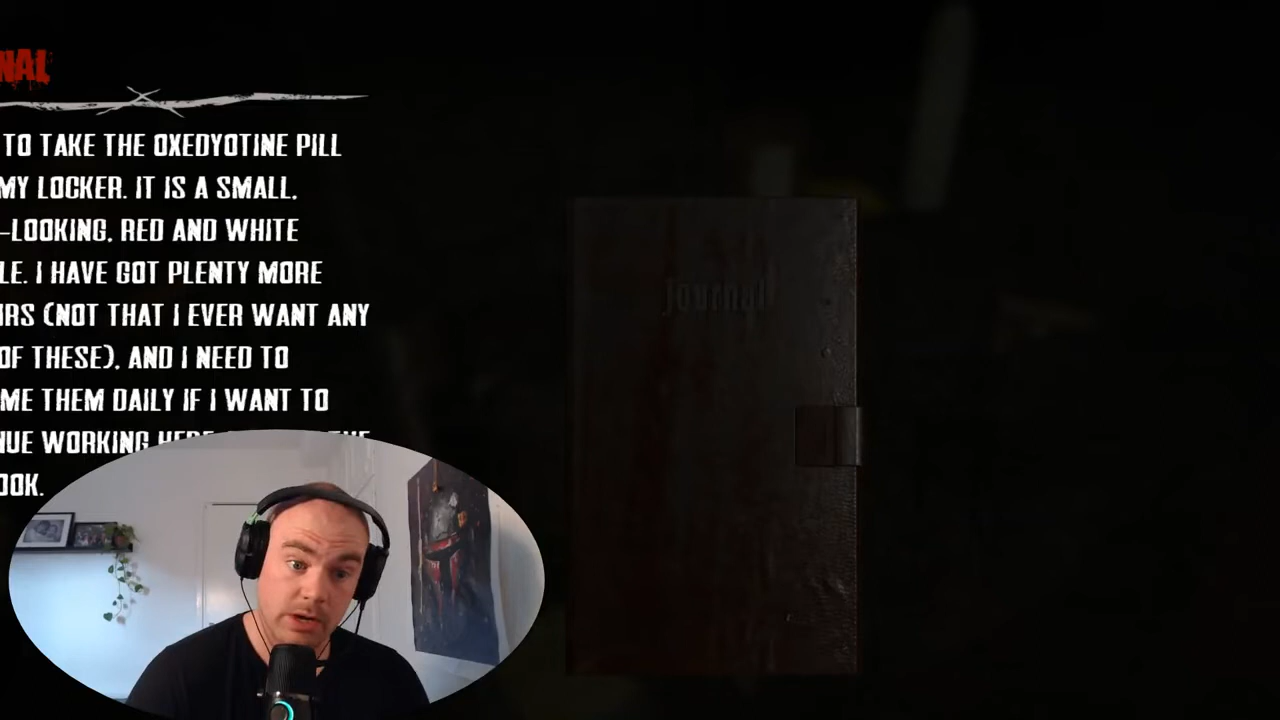 NAL
TO TAKE THE OXEDYOTINE PILL
MY LOCKER. IT IS A SMALL,
-LOOKING, RED AND WHITE
LE. I HAVE GOT PLENTY MORE
IRS (NOT THAT I EVER WANT ANY
OF THESE), AND I NEED TO
ME THEM DAILY IF I WANT TO
NUE WORKING HERE
OOK.
journal